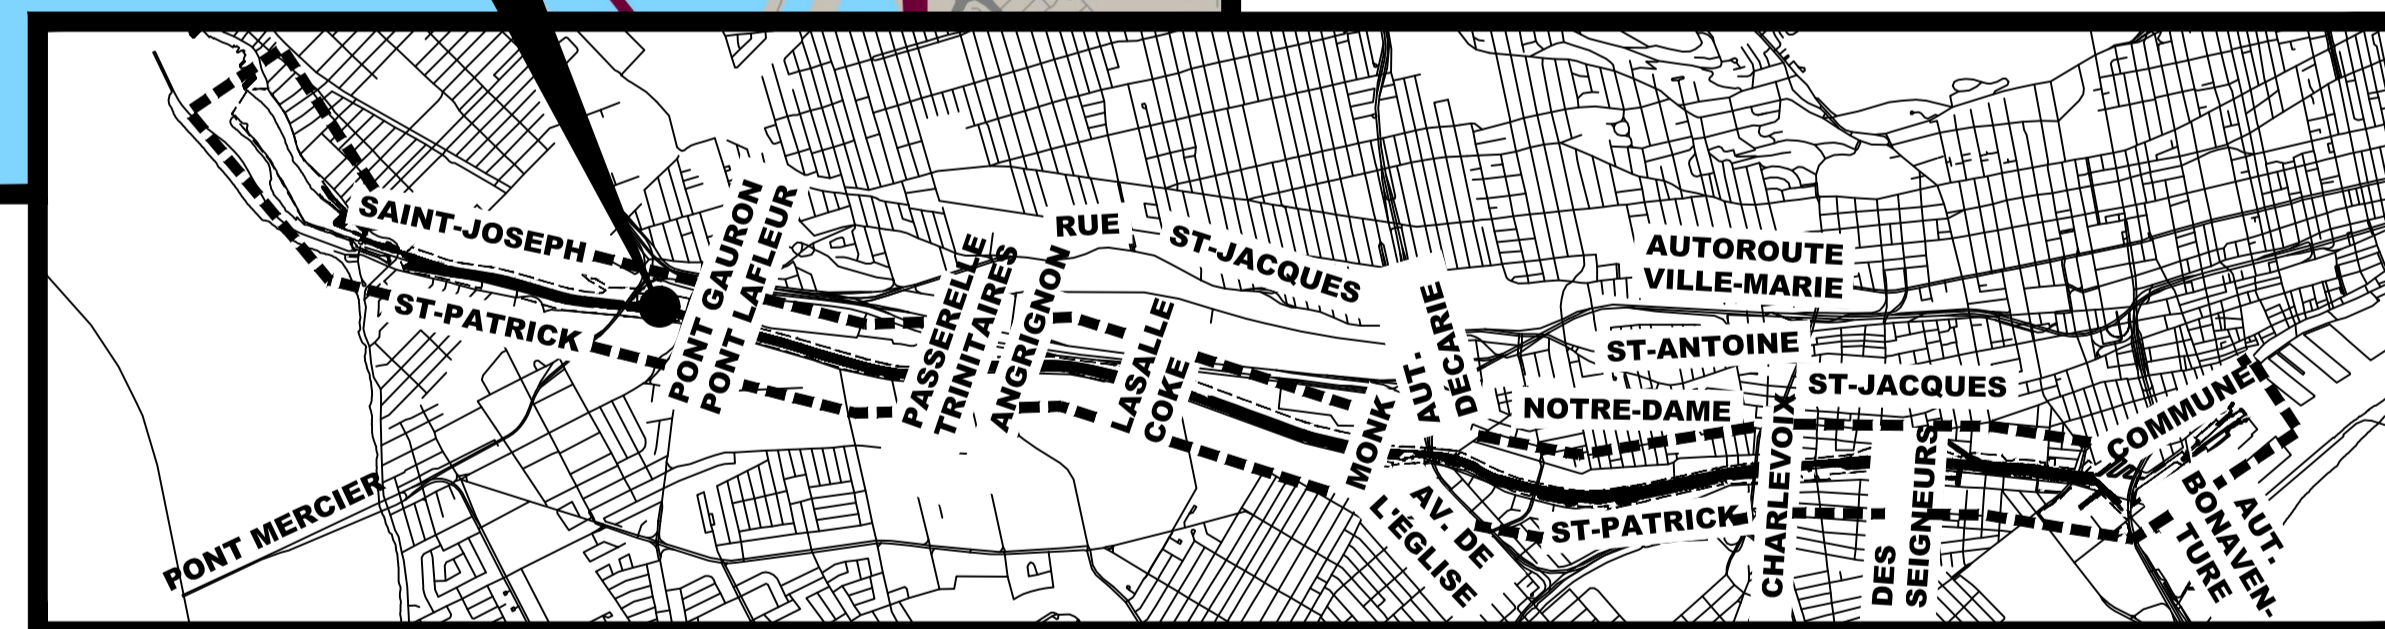 SAINT-JOSEPH
ST-PATRICK
PONT MERCIER
PONT GAURON
PONT LAFLEUR
PASSERELLE
TRINITAIRES
ANGRIGNON
RUE
ST-JACQUES
LASALLE
COKE
MONK
AUT.
DECARIE
AV. DE
L'ÉGLISE
AUTOROUTE
VILLE-MARIE
ST-ANTOINE
ST-JACQUES
NOTRE-DAME
ST-PATRICK
CHARLEVOIX
DES
SEIGNEURS
COMMUNE
AUT.
BONAVEN-
TURE